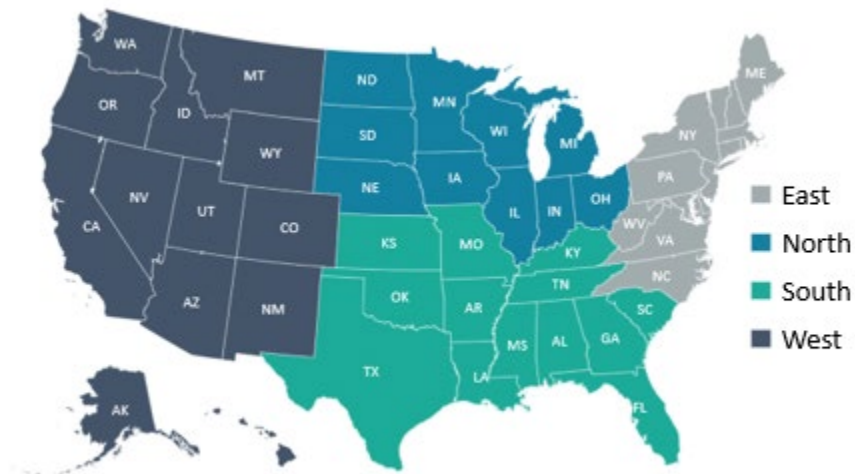 WA
MT
ND
MN
ME
OR
ID
SD
WI
MI
NY
WY
NE
IA
PA
NV
UT
CO
IL
IN
OH
WV
VA
CA
KS
MO
KY
NC
AZ
NM
OK
AR
TN
SC
TX
LA
MS
AL
GA
AK
FL
East
North
South
West